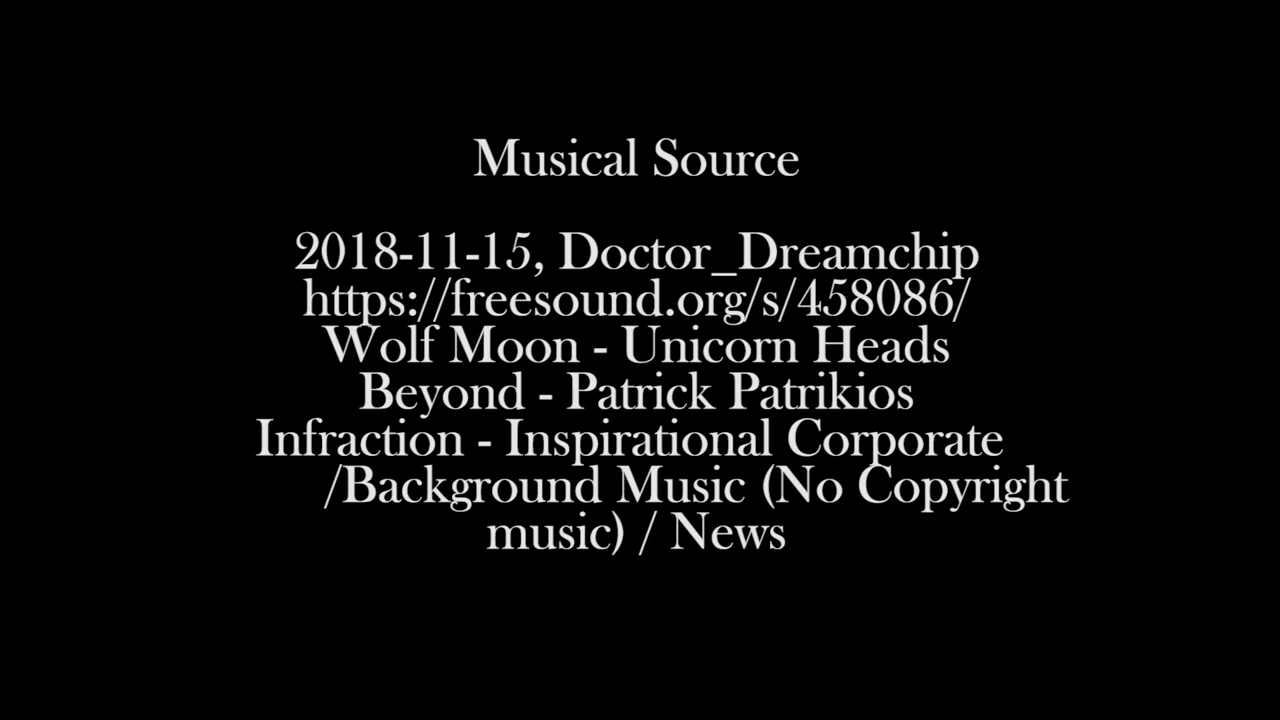 Musical Source
2018-11-15, Doctor_Dreamchip
https://freesound.org/s/458086/
Wolf Moon - Unicorn Heads
Beyond - Patrick Patrikios
Infraction - Inspirational Corporate
/Background Music (No Copyright
music) / News